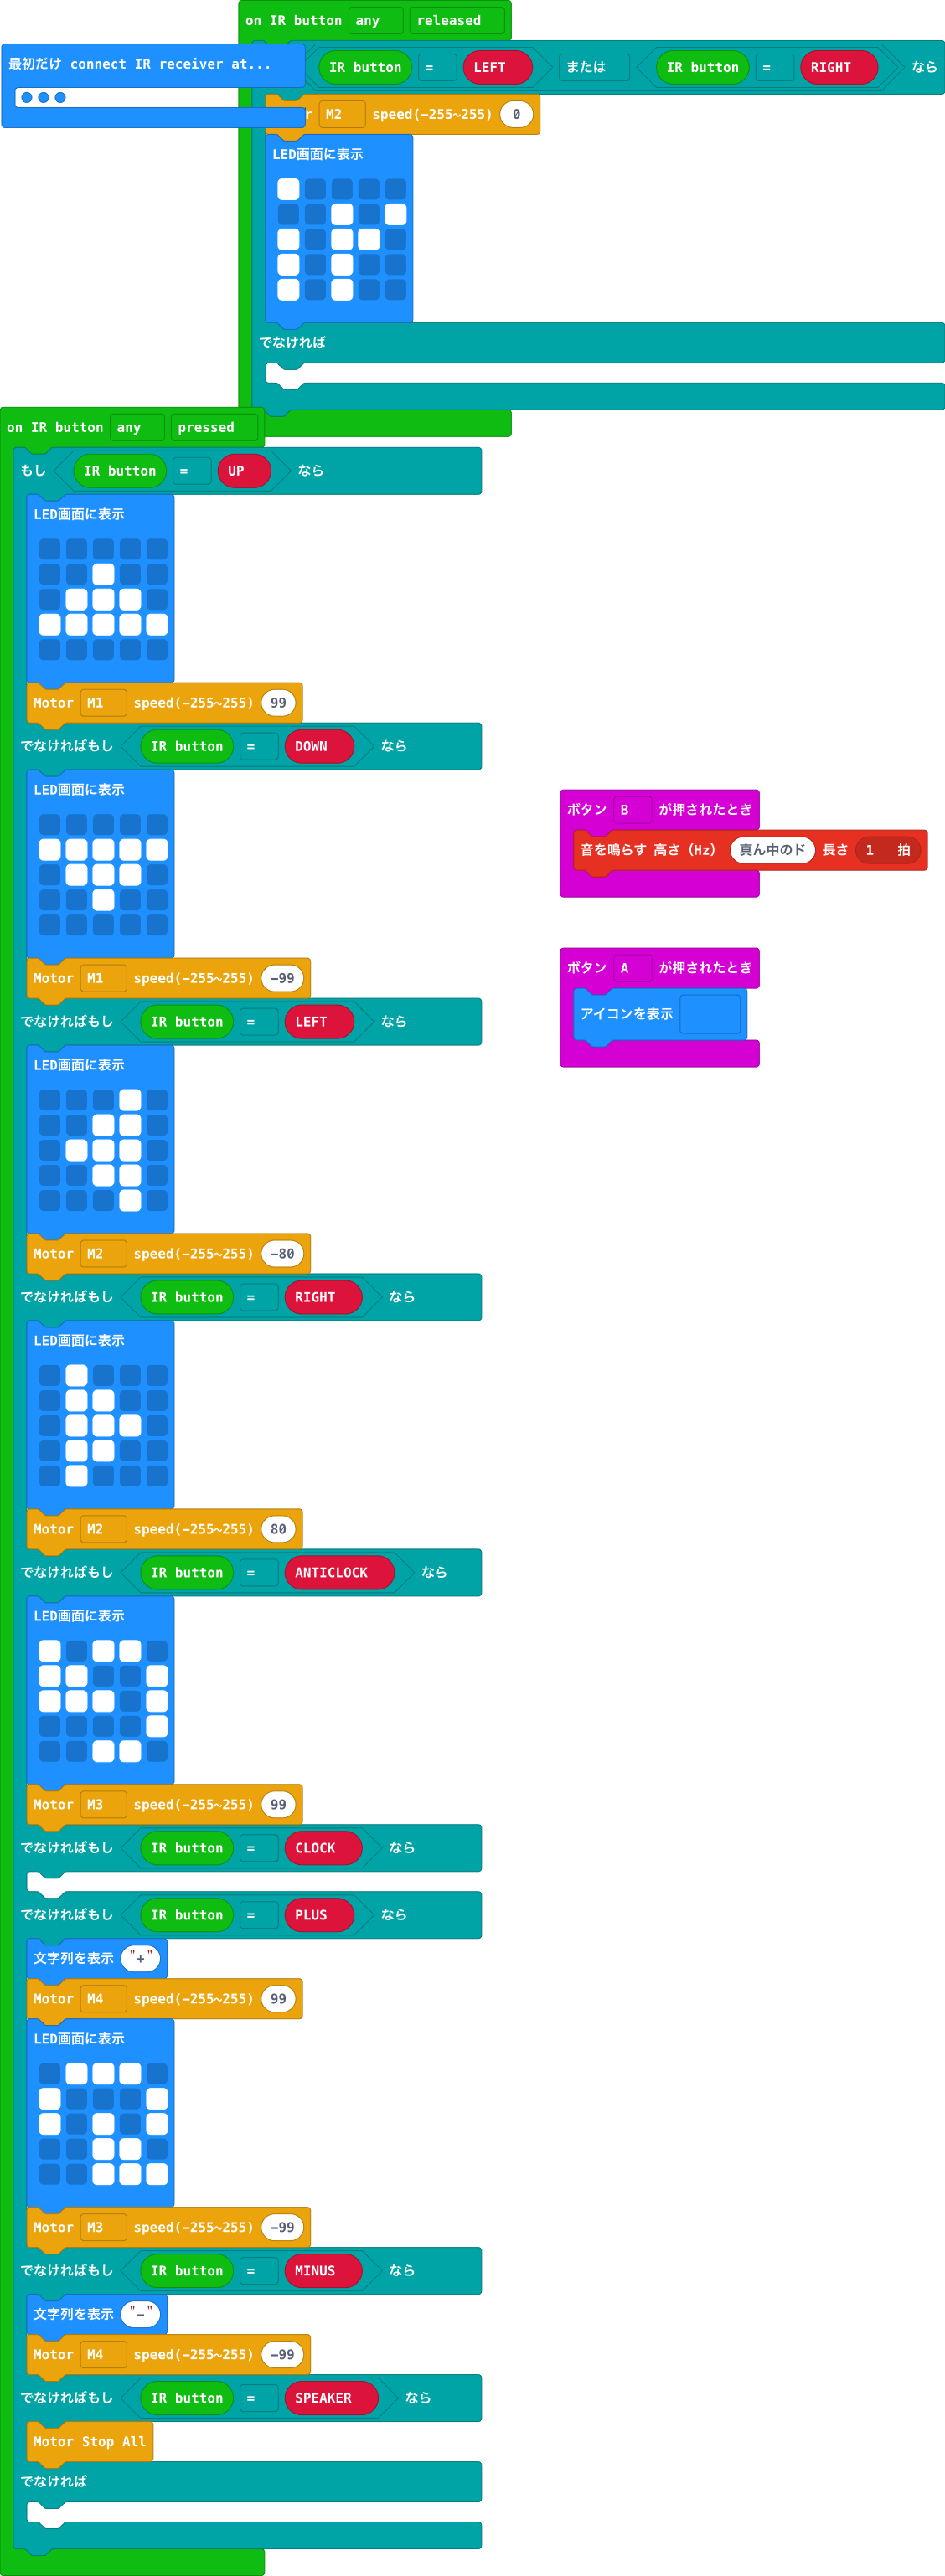 on IR button any released
最初だけ connect IR receiver at...
IR button = LEFT または IR button = RIGHT なら
M2 speed(-255~255) 0
LED画面に表示
でなければ
on IR button any pressed
もし IR button = UP なら
LED画面に表示
Motor M1 speed(-255~255) 99
でなければもし IR button = DOWN なら
LED画面に表示
Motor M1 speed(-255~255) -99
でなければもし IR button = LEFT なら
LED画面に表示
Motor M2 speed(-255~255) -80
でなければもし IR button = RIGHT なら
LED画面に表示
Motor M2 speed(-255~255) 80
でなければもし IR button = ANTICLOCK なら
LED画面に表示
Motor M3 speed(-255~255) 99
でなければもし IR button = CLOCK なら
でなければもし IR button = PLUS なら
文字列を表示 "+"
Motor M4 speed(-255~255) 99
LED画面に表示
Motor M3 speed(-255~255) -99
でなければもし IR button = MINUS なら
文字列を表示 "-"
Motor M4 speed(-255~255) -99
でなければもし IR button = SPEAKER なら
Motor Stop All
でなければ
ボタン B が押されたとき
音を鳴らす 高さ（Hz） 真ん中のド 長さ 1 拍
ボタン A が押されたとき
アイコンを表示